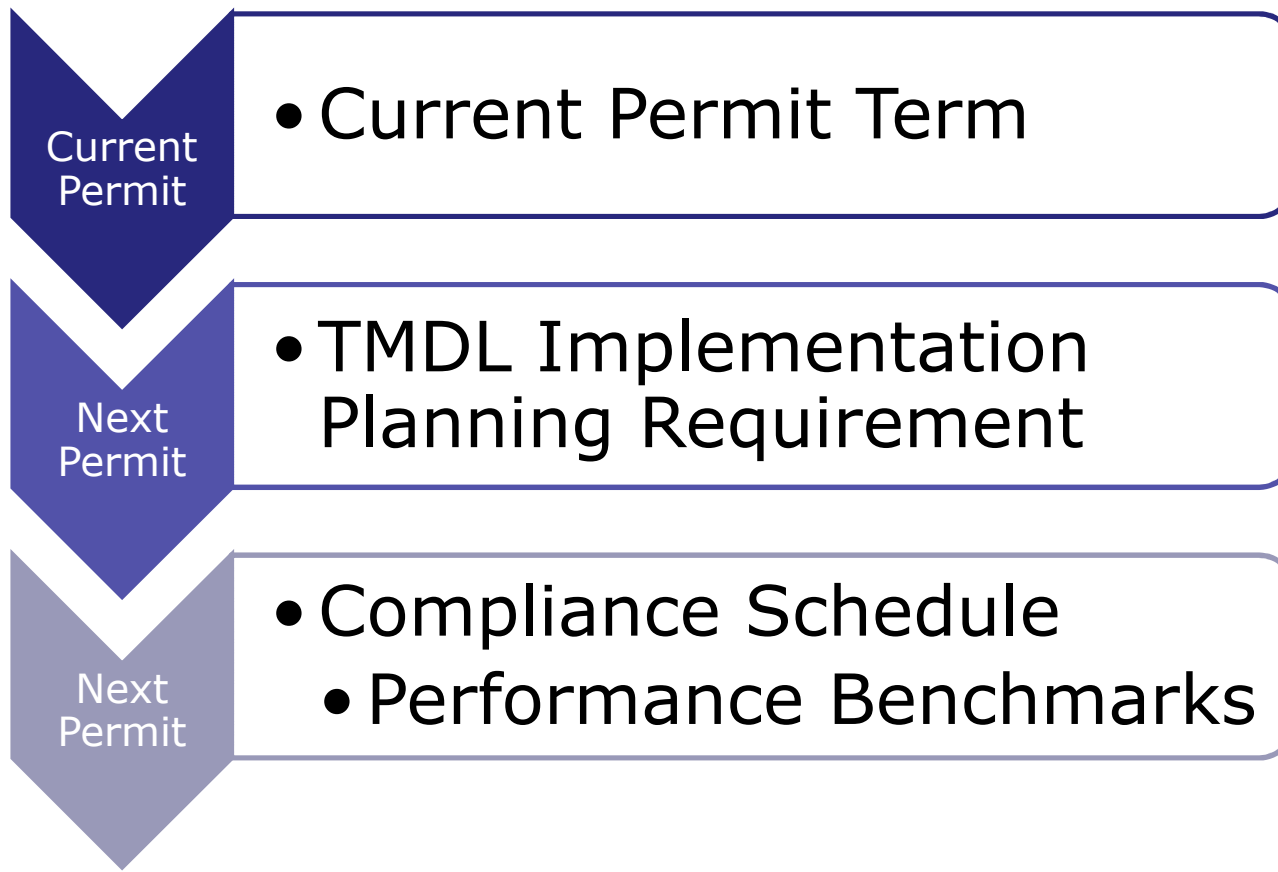 Current
Permit
• Current Permit Term
Next
Permit
• TMDL Implementation
Planning Requirement
Next
Permit
• Compliance Schedule
• Performance Benchmarks